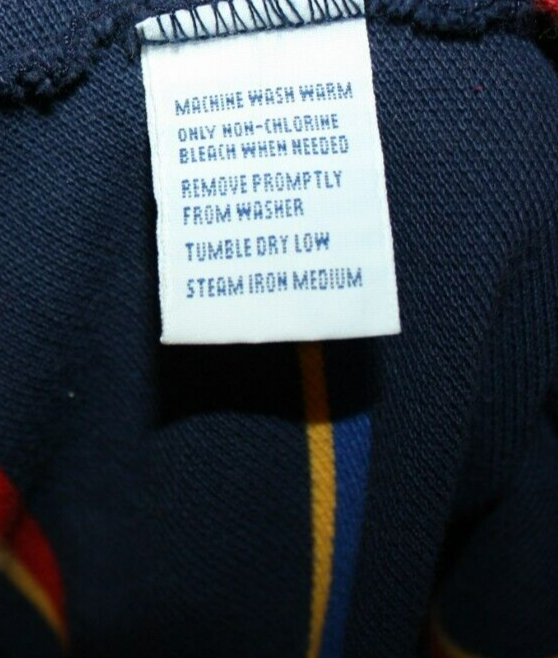 MACHINE WASH WARM
ONLY NON-CHLORINE
BLEACH WHEN NEEDED
REMOVE PROMPTLY
FROM WASHER
TUMBLE DRY LOW
STEAM IRON MEDIUM